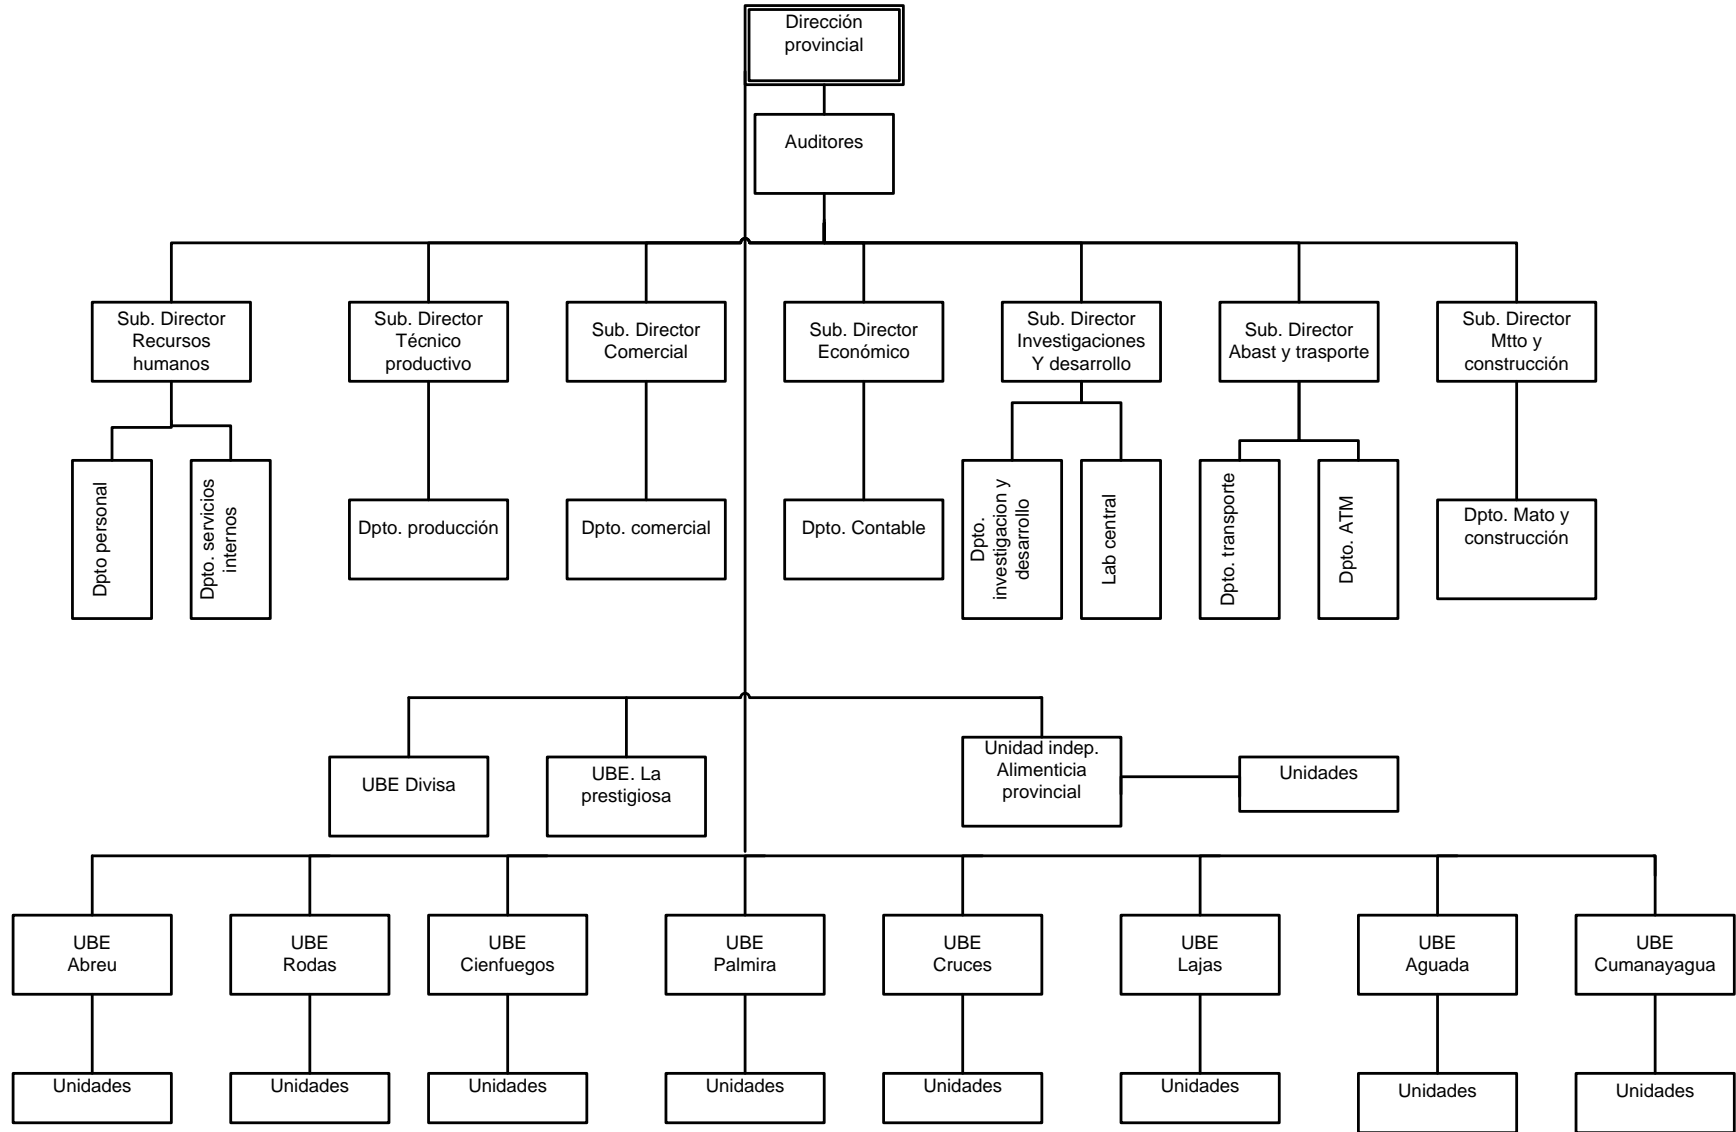 Dirección
provincial
Auditores
Sub. Director
Recursos
humanos
Sub. Director
Técnico
productivo
Sub. Director
Comercial
Sub. Director
Económico
Sub. Director
Investigaciones
Y desarrollo
Sub. Director
Abast y trasporte
Sub. Director
Mtto y
construcción
Dpto personal
Dpto. servicios
internos
Dpto. producción
Dpto. comercial
Dpto. Contable
Dpto.
investigacion y
desarrollo
Lab central
Dpto. transporte
Dpto. ATM
Dpto. Mato y
construcción
UBE Divisa
UBE. La
prestigiosa
Unidad indep.
Alimenticia
provincial
Unidades
UBE
Abreu
UBE
Rodas
UBE
Cienfuegos
UBE
Palmira
UBE
Cruces
UBE
Lajas
UBE
Aguada
UBE
Cumanayagua
Unidades
Unidades
Unidades
Unidades
Unidades
Unidades
Unidades
Unidades